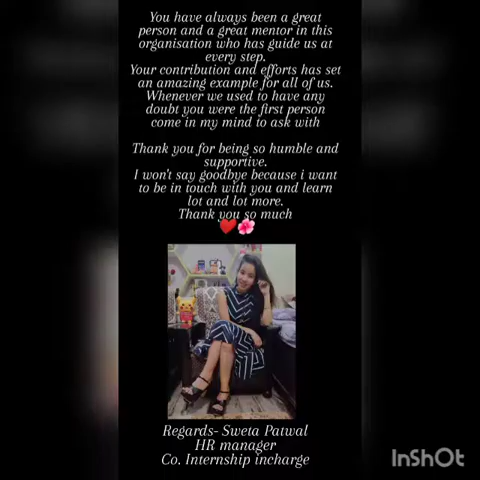 You have always been a great
person and a great mentor in this
organisation who has guide us at
every step.
Your contribution and efforts has set
an amazing example for all of us.
Whenever we used to have any
doubt you were the first person
come in my mind to ask with
Thank you for being so humble and
supportive.
I won't say goodbye because i want
to be in touch with you and learn
lot and lot more.
Thank you so much
Regards- Sweta Patwal
HR manager
Co. Internship incharge
InShOt